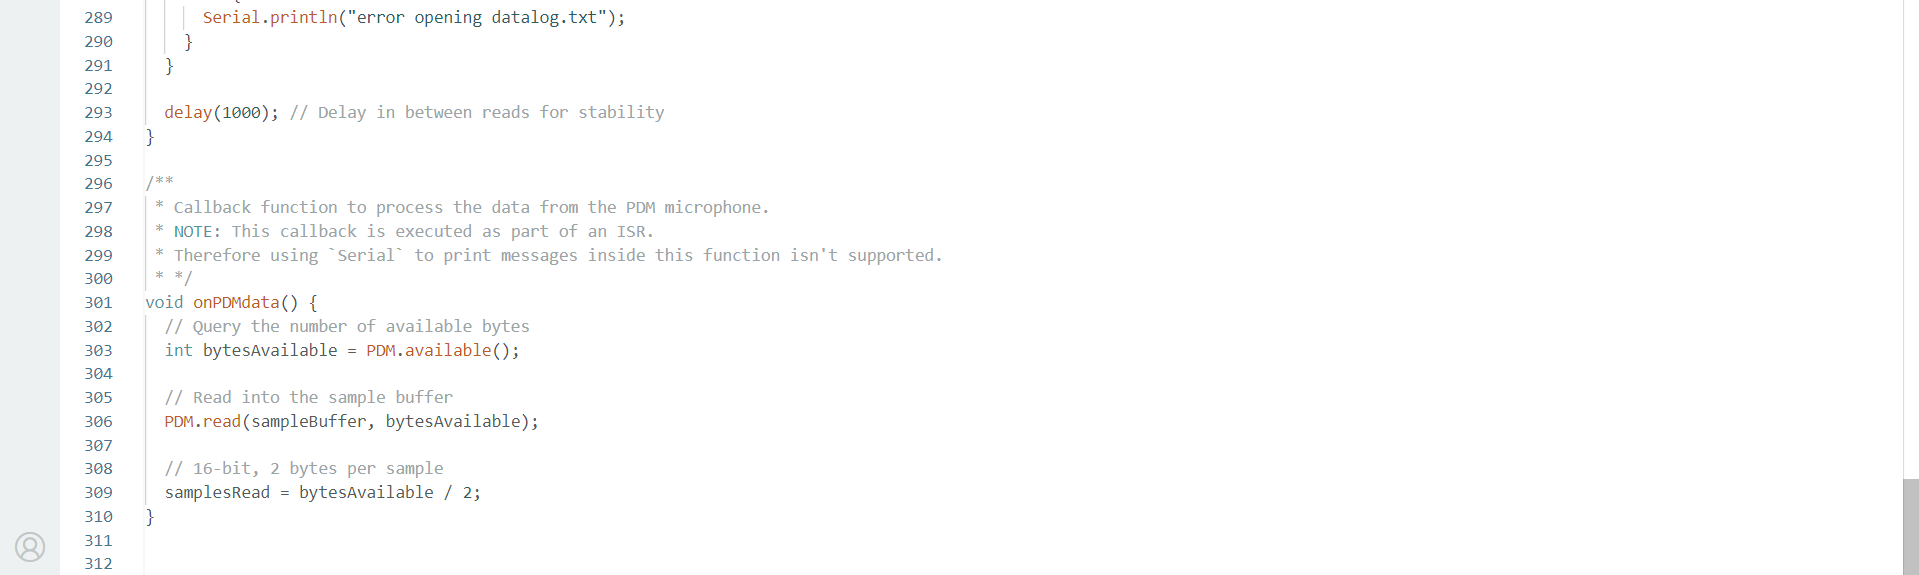 289 Serial.println("error opening datalog.txt");
290 }
291 }
292
293 delay(1000); // Delay in between reads for stability
294 }
295
296 /**
297 * Callback function to process the data from the PDM microphone.
298 * NOTE: This callback is executed as part of an ISR.
299 * Therefore using `Serial` to print messages inside this function isn't supported.
300 * */
301 void onPDMdata() {
302 // Query the number of available bytes
303 int bytesAvailable = PDM.available();
304
305 // Read into the sample buffer
306 PDM.read(sampleBuffer, bytesAvailable);
307
308 // 16-bit, 2 bytes per sample
309 samplesRead = bytesAvailable / 2;
310 }
311
312